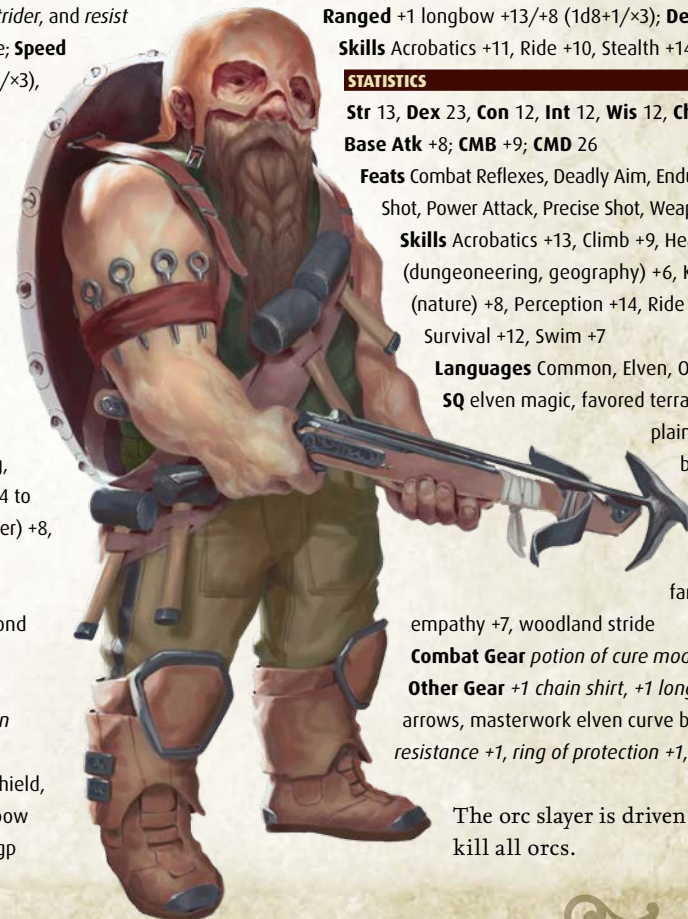 trider, and resist
e; Speed
/×3),
g,
4 to
er) +8,
ond
n
hield,
bow
gp
Ranged +1 longbow +13/+8 (1d8+1/×3); De
Skills Acrobatics +11, Ride +10, Stealth +14
STATISTICS
Str 13, Dex 23, Con 12, Int 12, Wis 12, Ch
Base Atk +8; CMB +9; CMD 26
Feats Combat Reflexes, Deadly Aim, Endu
Shot, Power Attack, Precise Shot, Weap
Skills Acrobatics +13, Climb +9, He
(dungeoneering, geography) +6, K
(nature) +8, Perception +14, Ride
Survival +12, Swim +7
Languages Common, Elven, O
SQ elven magic, favored terra
plain
b
far
empathy +7, woodland stride
Combat Gear potion of cure mod
Other Gear +1 chain shirt, +1 long
arrows, masterwork elven curve b
resistance +1, ring of protection +1,
The orc slayer is driven
kill all orcs.